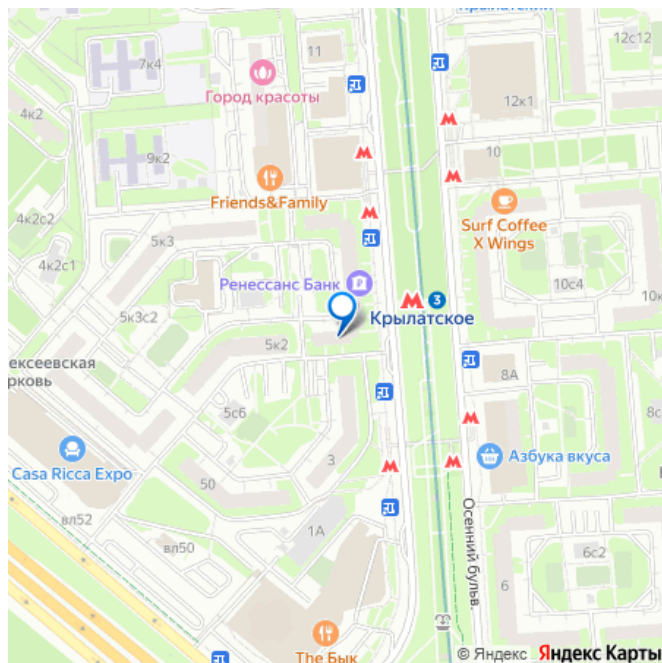 Крылатский
12с12
11
7к4
Город красоты
12к1
4к2
10
9к2
Friends&Family
Surf Coffee
X Wings
4к2с2
5к3
4к2с1
Ренессанс Банк
10с4
3
Крылатское
5к3с2
5к2
8А
5с6
Casa Ricca Expo
3
Азбука вкуса
50
вл52
1А
Осенний бульв.
вл50
6с2
6
The Бык
© Яндекс Яндекс Карты